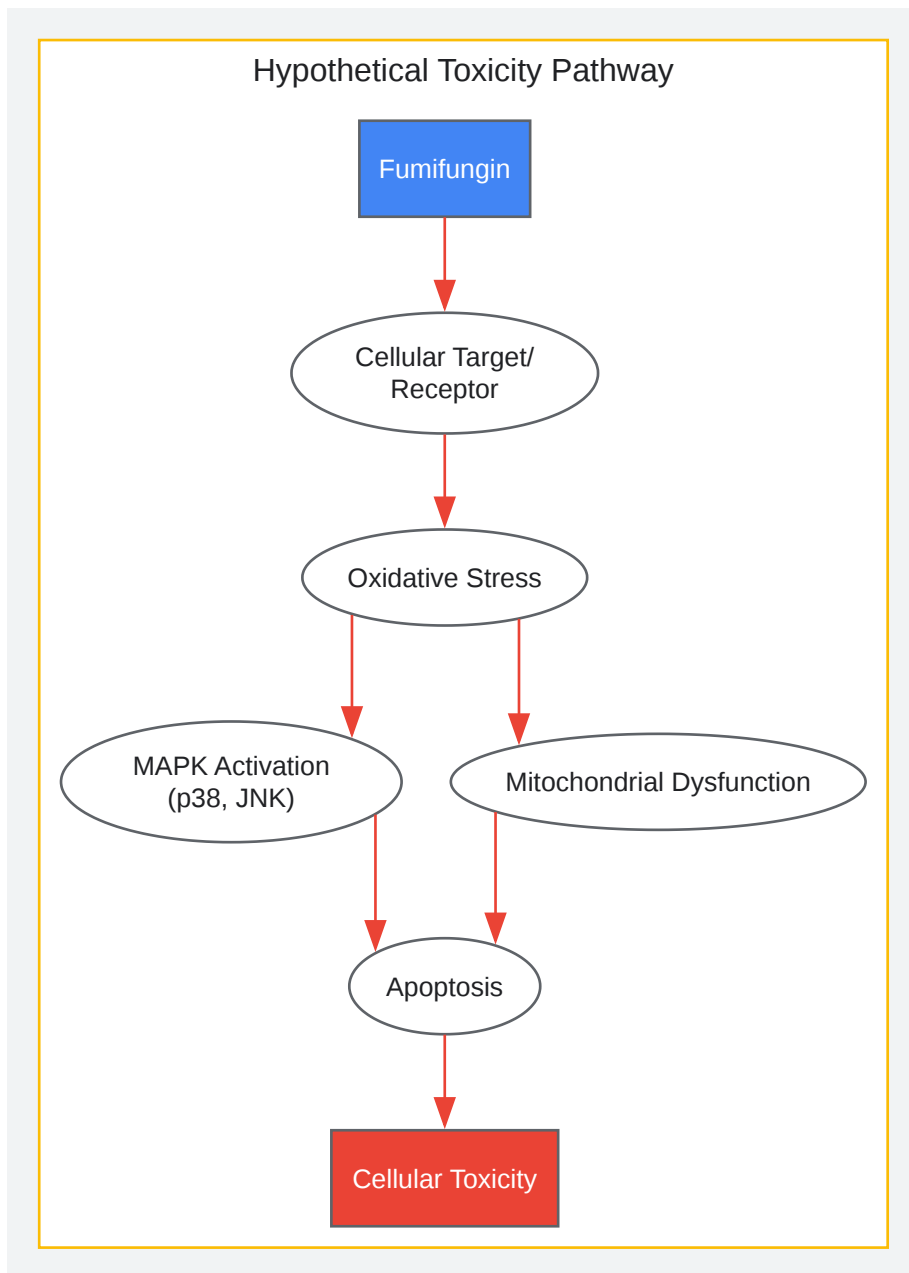 Hypothetical Toxicity Pathway
Fumifungin
Cellular Target/
Receptor
Oxidative Stress
MAPK Activation
(p38, JNK)
Mitochondrial Dysfunction
Apoptosis
Cellular Toxicity